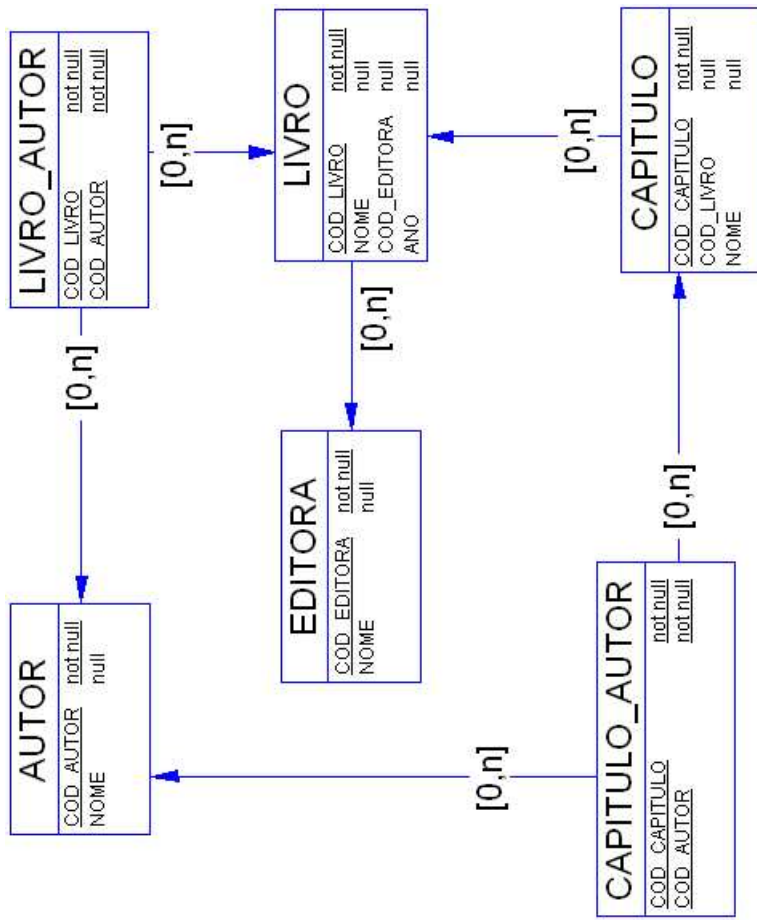 AUTOR
COD_AUTOR not null
NOME null
[0,n]
LIVRO_AUTOR
COD_LIVRO not null
COD_AUTOR not null
[0,n]
EDITORA
COD_EDITORA not null
NOME null
[0,n]
LIVRO
COD_LIVRO not null
NOME null
COD_EDITORA null
ANO null
[0,n]
[0,n]
CAPITULO_AUTOR
COD_CAPITULO not null
COD_AUTOR not null
[0,n]
CAPITULO
COD_CAPITULO not null
COD_LIVRO null
NOME null